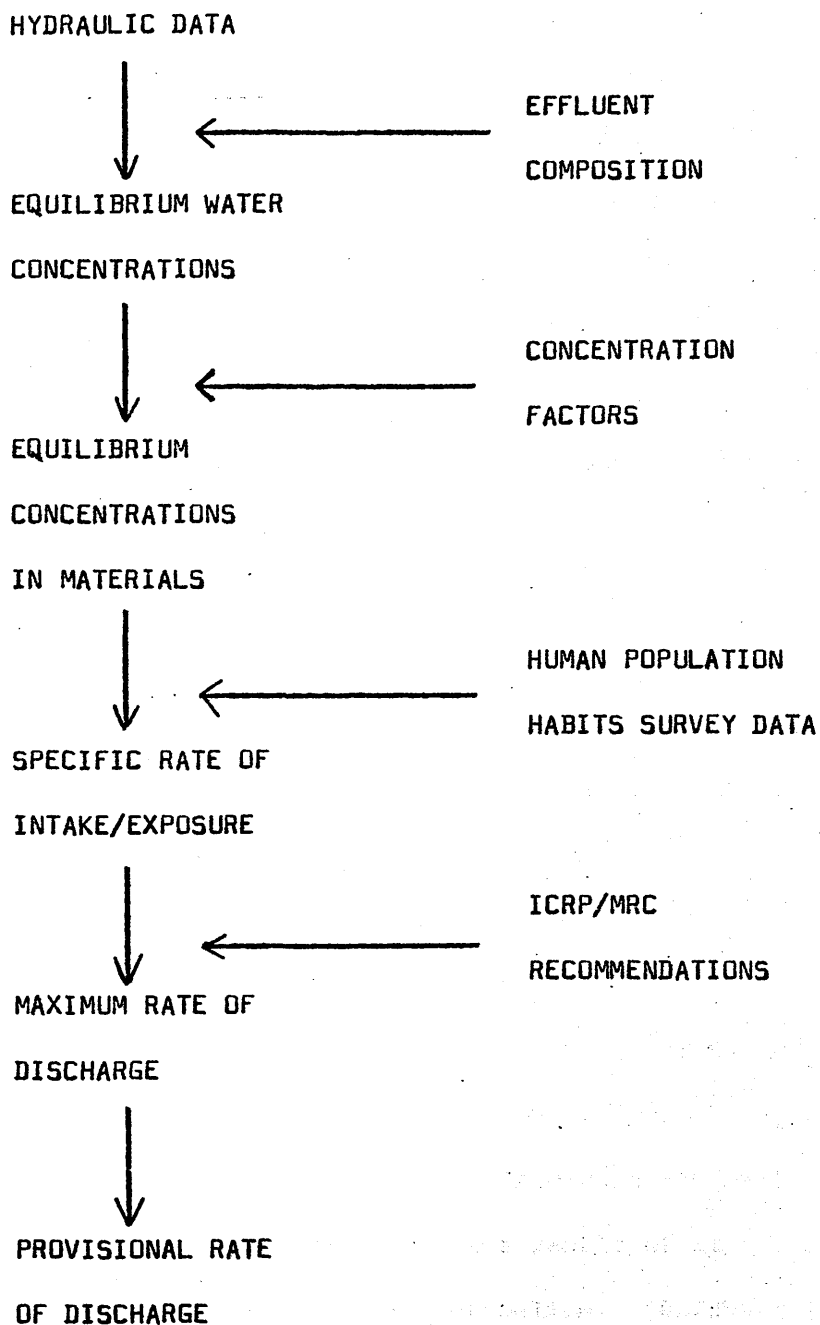 HYDRAULIC DATA
EFFLUENT
COMPOSITION
EQUILIBRIUM WATER
CONCENTRATIONS
CONCENTRATION
FACTORS
EQUILIBRIUM
CONCENTRATIONS
IN MATERIALS
HUMAN POPULATION
HABITS SURVEY DATA
SPECIFIC RATE OF
INTAKE/EXPOSURE
ICRP/MRC
RECOMMENDATIONS
MAXIMUM RATE OF
DISCHARGE
PROVISIONAL RATE
OF DISCHARGE